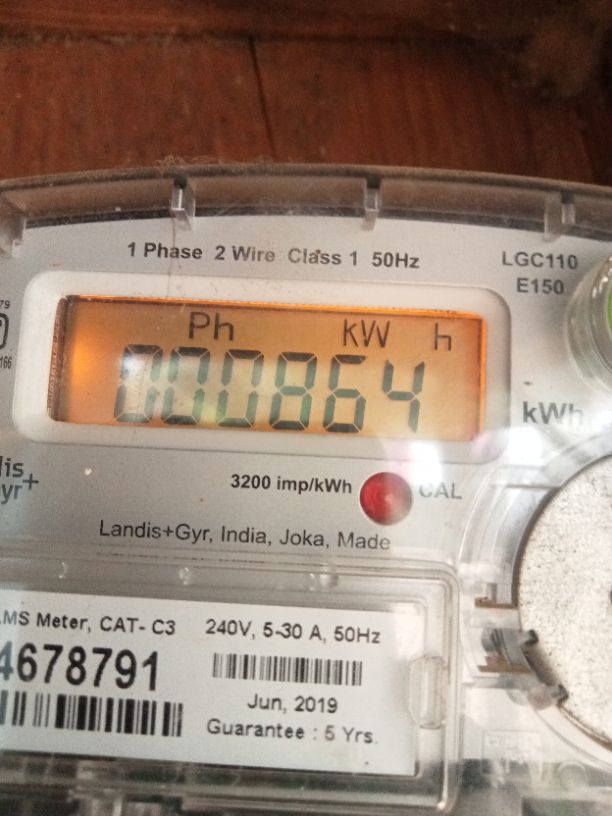 1 Phase 2 Wire Class 1 50Hz
LGC110
E150
Ph kW h
000864
kWh
3200 imp/kWh
CAL
Landis+Gyr, India, Joka, Made
Meter, CAT- C3
4678791
240V, 5-30 A, 50Hz
Jun, 2019
Guarantee : 5 Yrs.